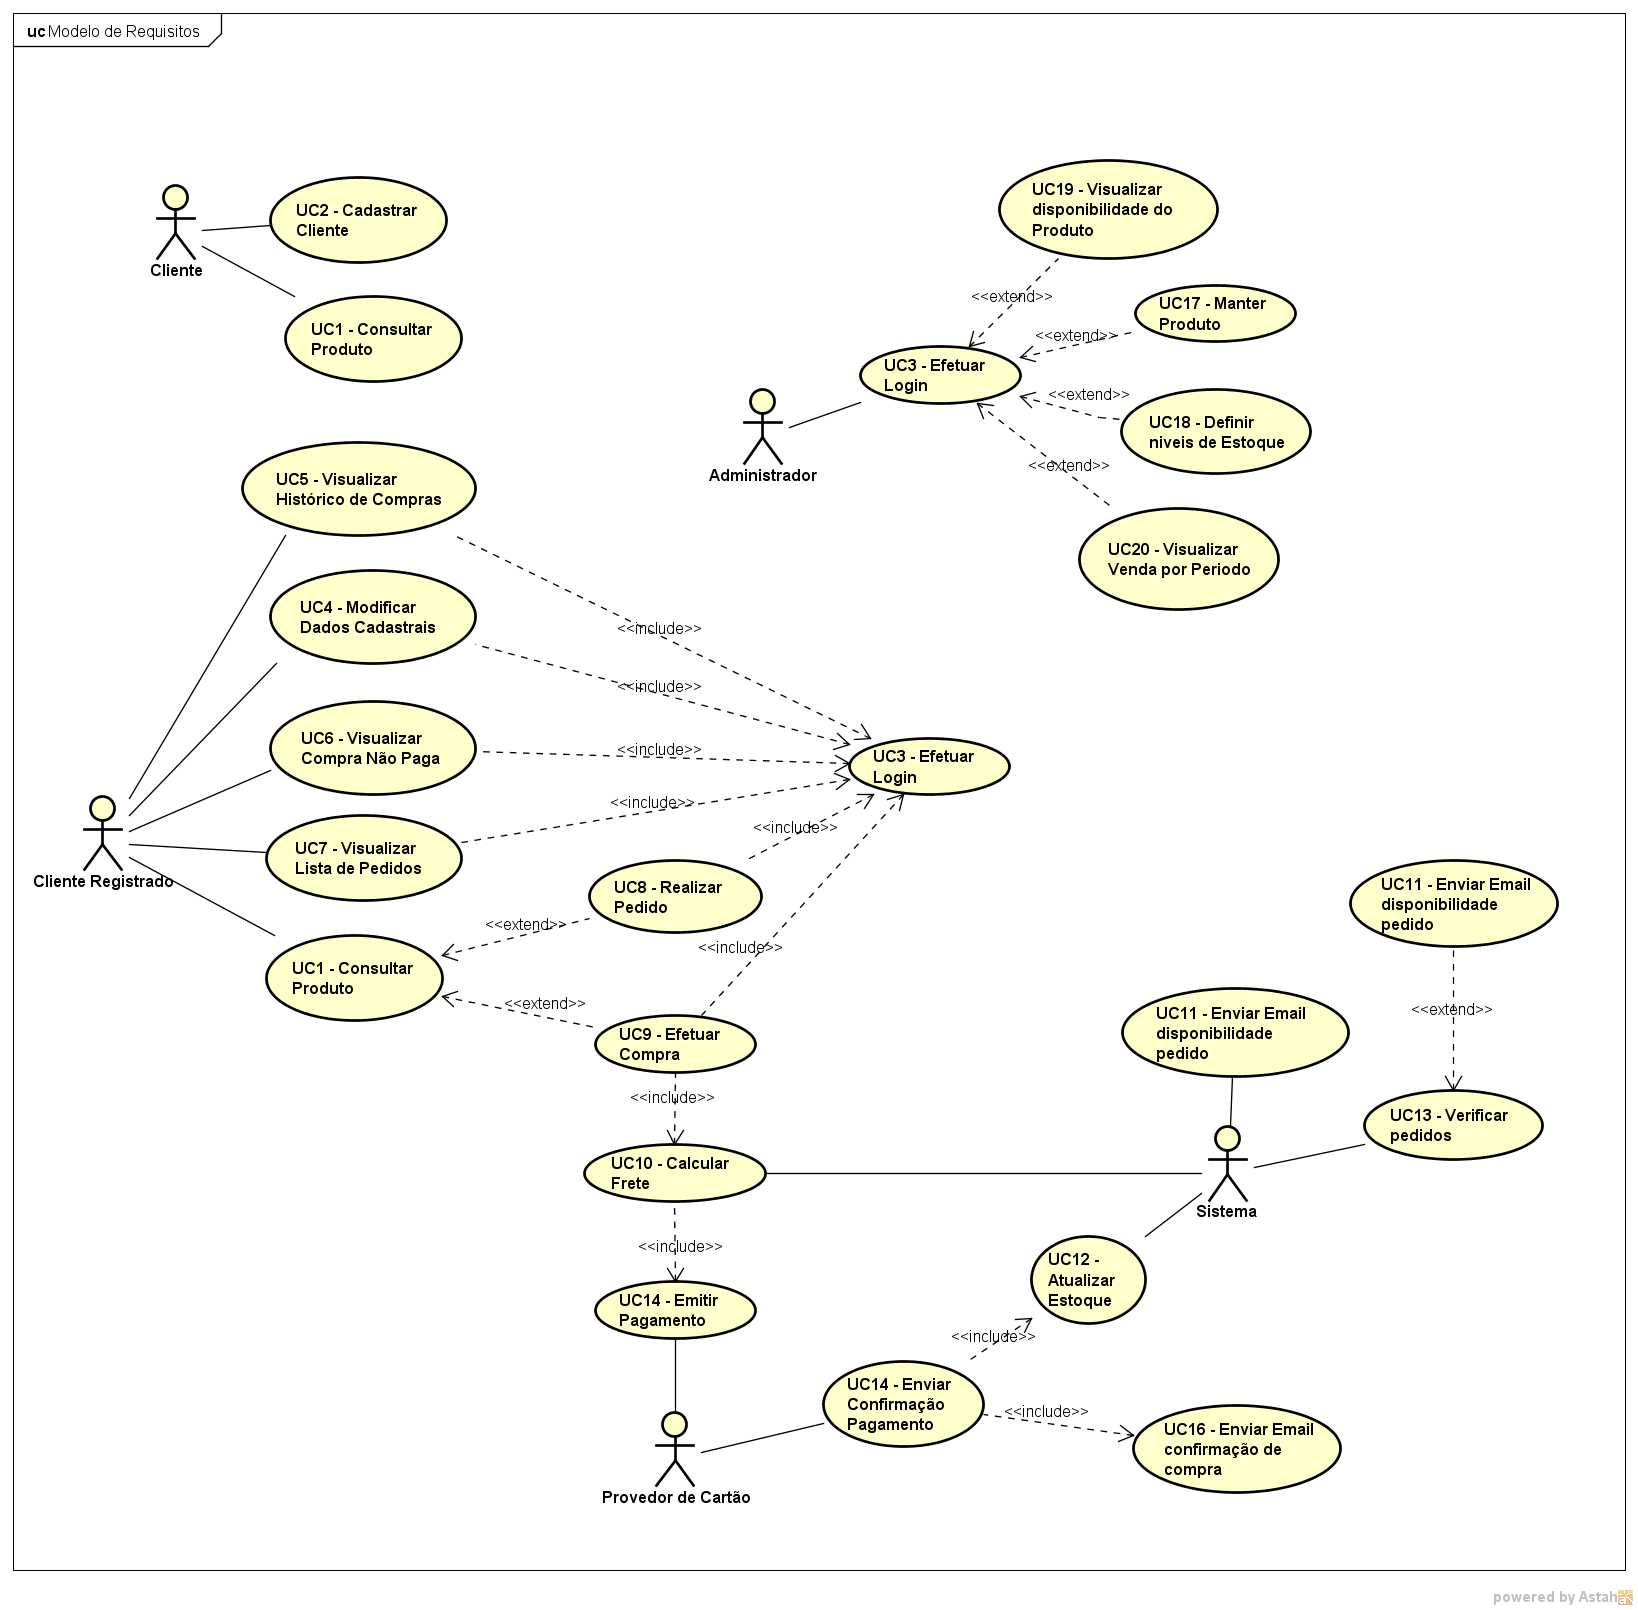 uc Modelo de Requisitos
UC2 - Cadastrar
Cliente
Cliente
UC1 - Consultar
Produto
UC19 - Visualizar
disponibilidade do
Produto
<<extend>>
UC17 - Manter
Produto
<<extend>>
UC3 - Efetuar
Login
<<extend>>
UC18 - Definir
niveis de Estoque
Administrador
<<extend>>
UC20 - Visualizar
Venda por Periodo
UC5 - Visualizar
Histórico de Compras
<<include>>
UC4 - Modificar
Dados Cadastrais
<<include>>
UC6 - Visualizar
Compra Não Paga
<<include>>
UC3 - Efetuar
Login
UC7 - Visualizar
Lista de Pedidos
<<include>>
Cliente Registrado
<<include>>
UC8 - Realizar
Pedido
<<extend>>
<<include>>
UC1 - Consultar
Produto
<<extend>>
UC9 - Efetuar
Compra
<<include>>
UC11 - Enviar Email
disponibilidade
pedido
<<extend>>
UC11 - Enviar Email
disponibilidade
pedido
UC13 - Verificar
pedidos
UC10 - Calcular
Frete
Sistema
<<include>>
UC12 -
Atualizar
Estoque
UC14 - Emitir
Pagamento
<<include>>
UC14 - Enviar
Confirmação
Pagamento
<<include>>
UC16 - Enviar Email
confirmação de
compra
Provedor de Cartão
powered by Astah